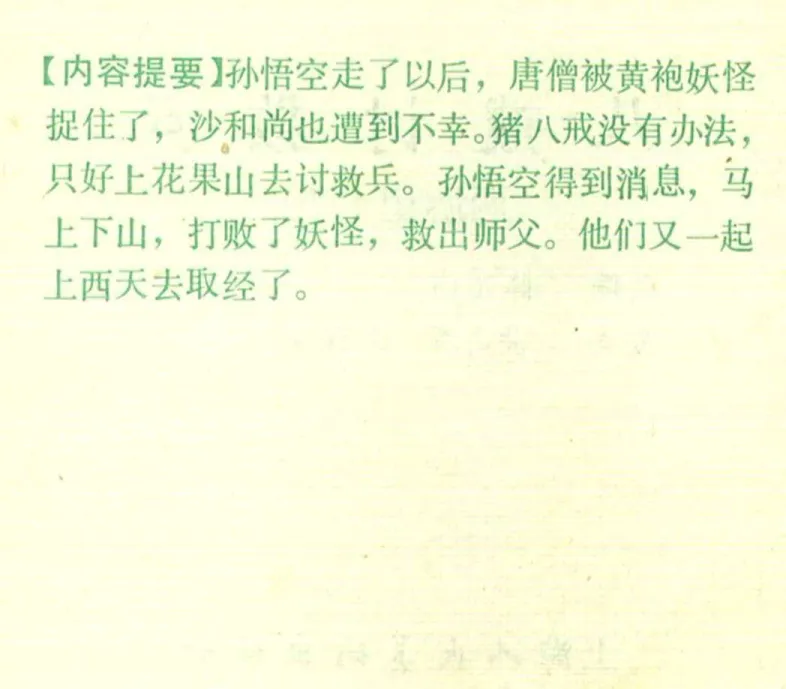 【内容提要】孙悟空走了以后，唐僧被黄袍妖怪
捉住了，沙和尚也遭到不幸。猪八戒没有办法，
只好上花果山去讨救兵。孙悟空得到消息，马
上下山，打败了妖怪，救出师父。他们又一起
上西天去取经了。